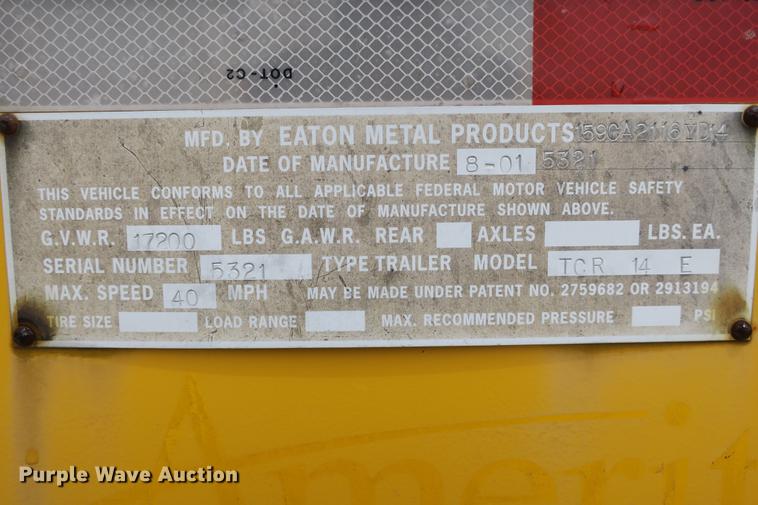 DOT-C2
MFD. BY EATON METAL PRODUCTS
DATE OF MANUFACTURE 8-01 5321
THIS VEHICLE CONFORMS TO ALL APPLICABLE FEDERAL MOTOR VEHICLE SAFETY
STANDARDS IN EFFECT ON THE DATE OF MANUFACTURE SHOWN ABOVE.
G.V.W.R. 17200 LBS G.A.W.R. REAR AXLES LBS. EA.
SERIAL NUMBER 5321 TYPE TRAILER MODEL TCR 14 E
MAX. SPEED 40 MPH MAY BE MADE UNDER PATENT NO. 2759682 OR 2913194
TIRE SIZE LOAD RANGE MAX. RECOMMENDED PRESSURE PSI
Purple Wave Auction